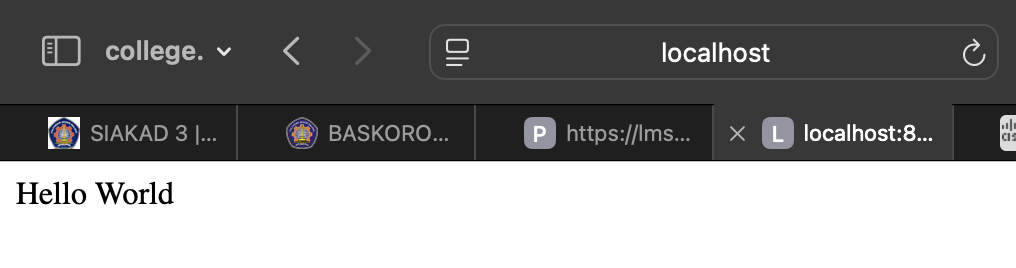 college.
localhost
SIAKAD 3 |...
BASKORO...
P
https://lms...
L
localhost:8...
Hello World